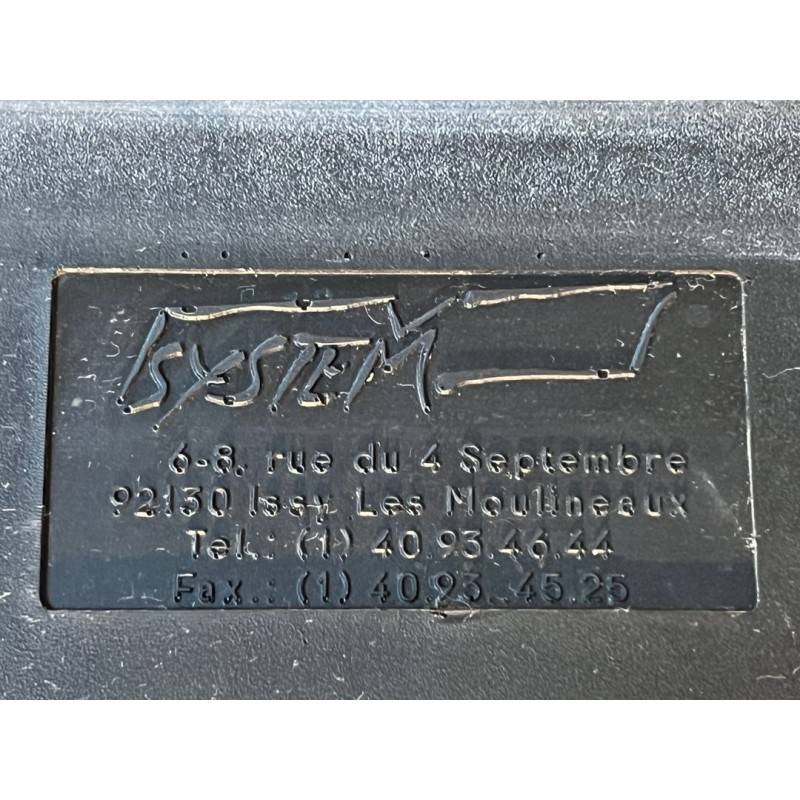 ISYSTEM
6-8, rue du 4 Septembre
92130 Issy Les Moulineaux
Tel.: (1) 40.93.46.44
Fax.: (1) 40.93.45.25